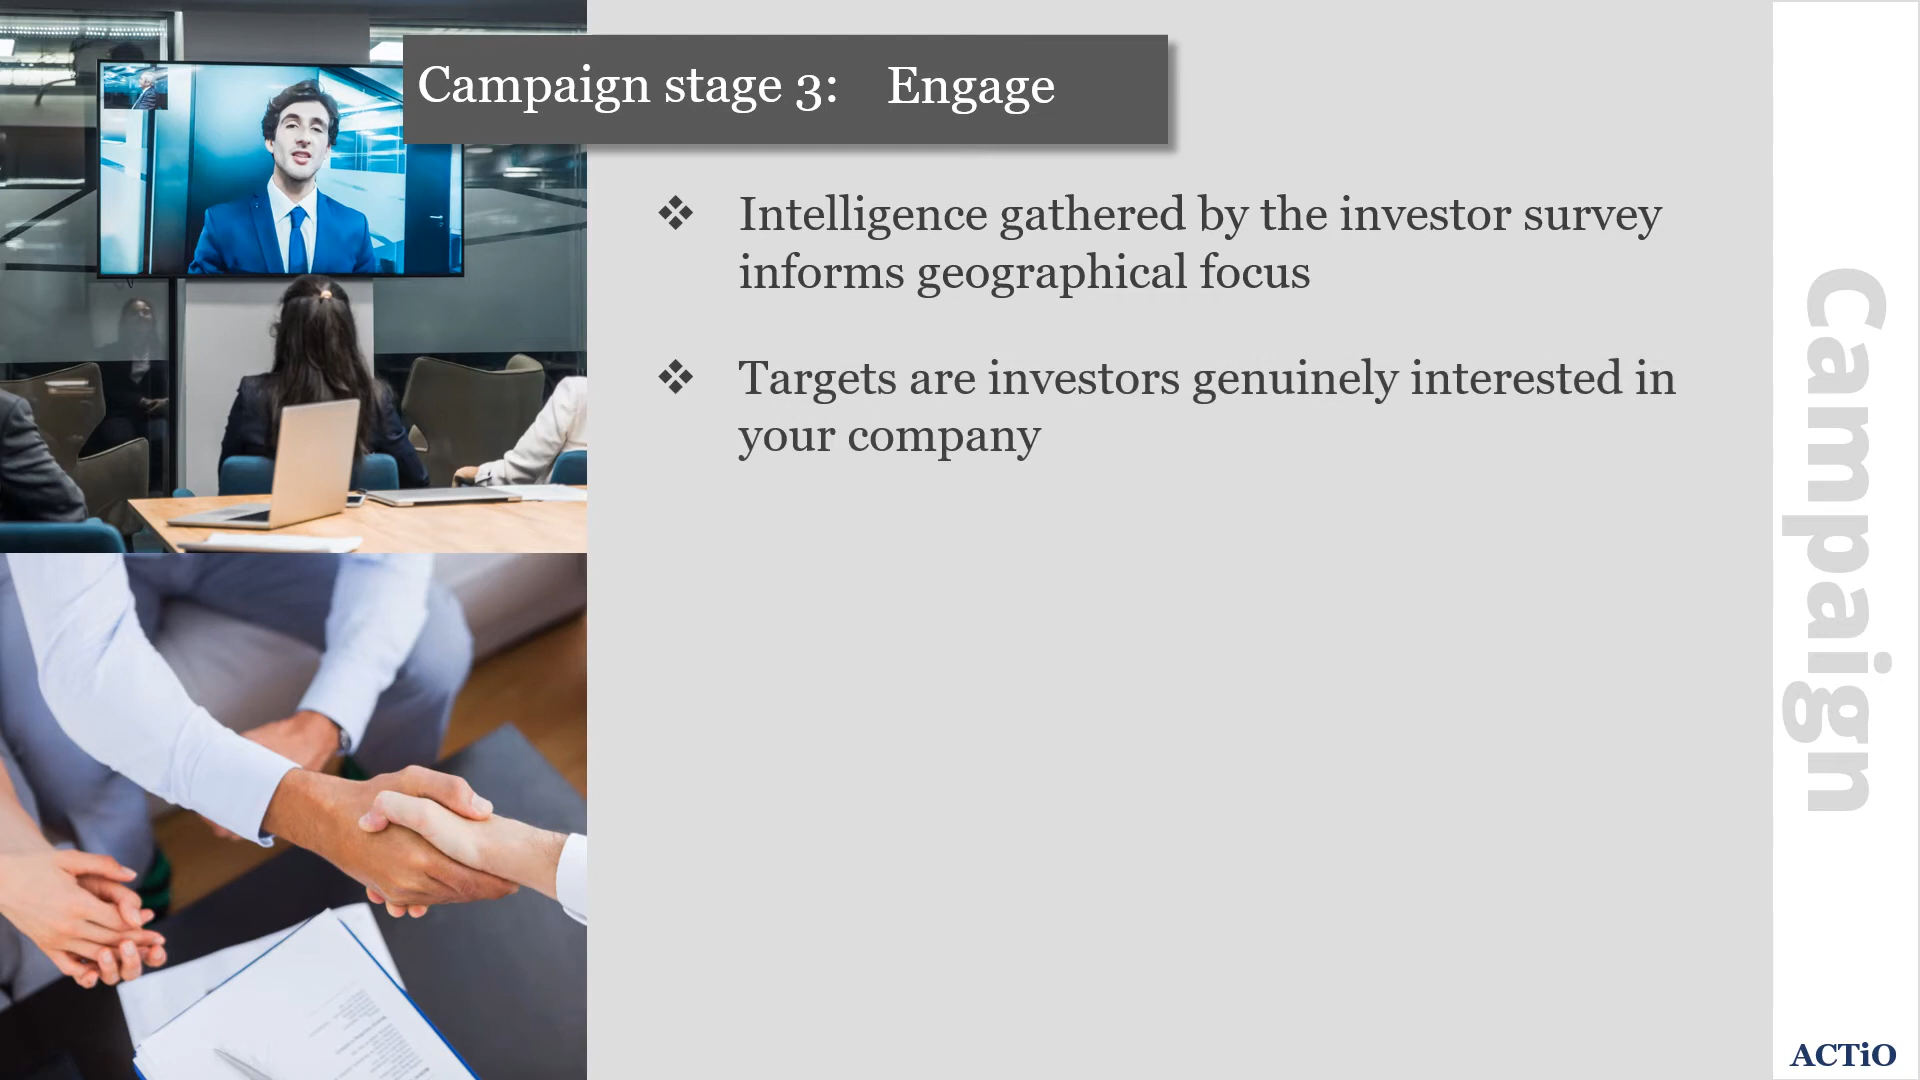 Campaign stage 3: Engage
❖ Intelligence gathered by the investor survey
informs geographical focus
❖ Targets are investors genuinely interested in
your company
Campaign
ACTiO